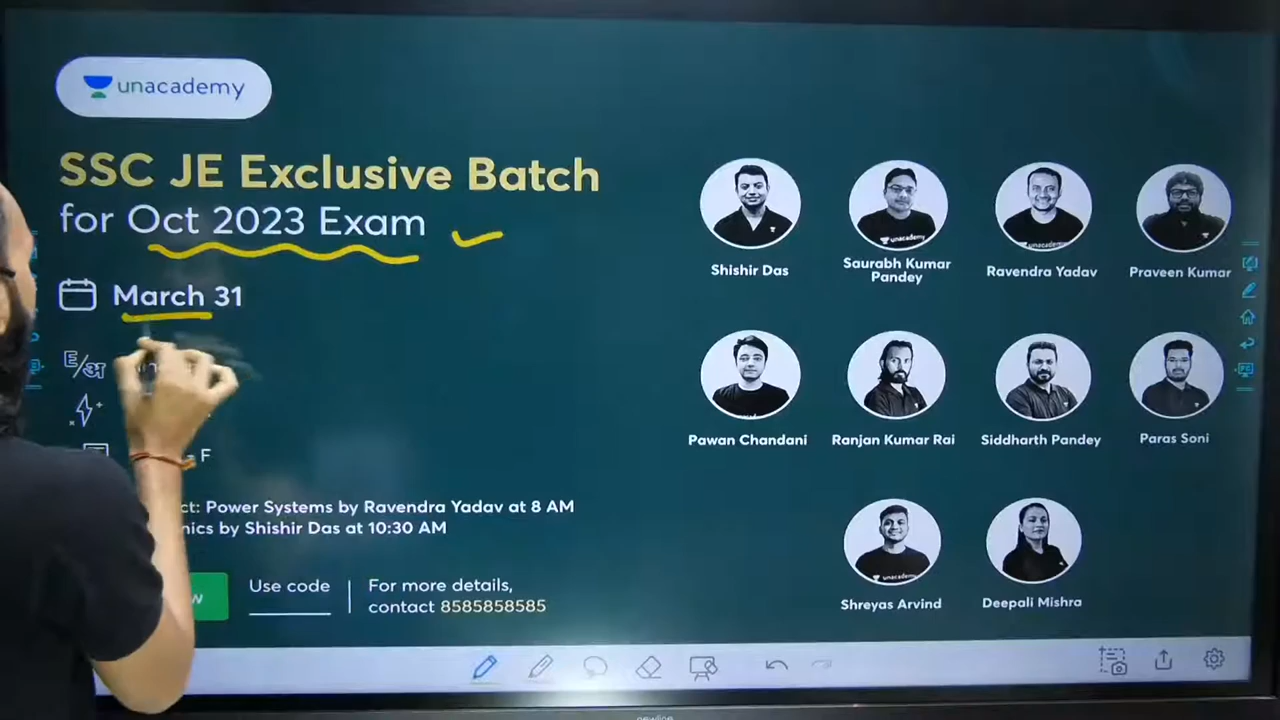 unacademy
SSC JE Exclusive Batch
for Oct 2023 Exam
March 31
E/अ
F
ct: Power Systems by Ravendra Yadav at 8 AM
nics by Shishir Das at 10:30 AM
w
Use code
For more details,
contact 8585858585
Shishir Das
Saurabh Kumar
Pandey
Ravendra Yadav
Praveen Kumar
Pawan Chandani
Ranjan Kumar Rai
Siddharth Pandey
Paras Soni
Shreyas Arvind
Deepali Mishra
newline